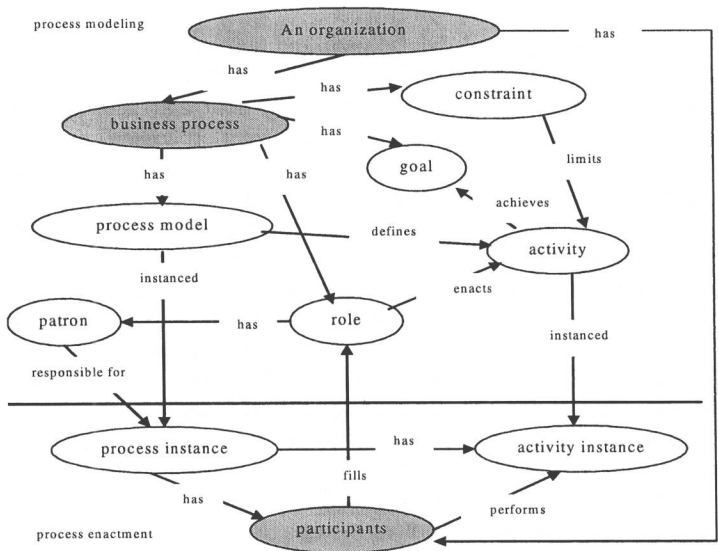 process modeling
An organization
has
has
has
constraint
business process
has
goal
limits
has
has
achieves
process model
defines
activity
instanced
enacts
patron
has
role
instanced
responsible for
process instance
has
activity instance
has
fills
performs
participants
process enactment